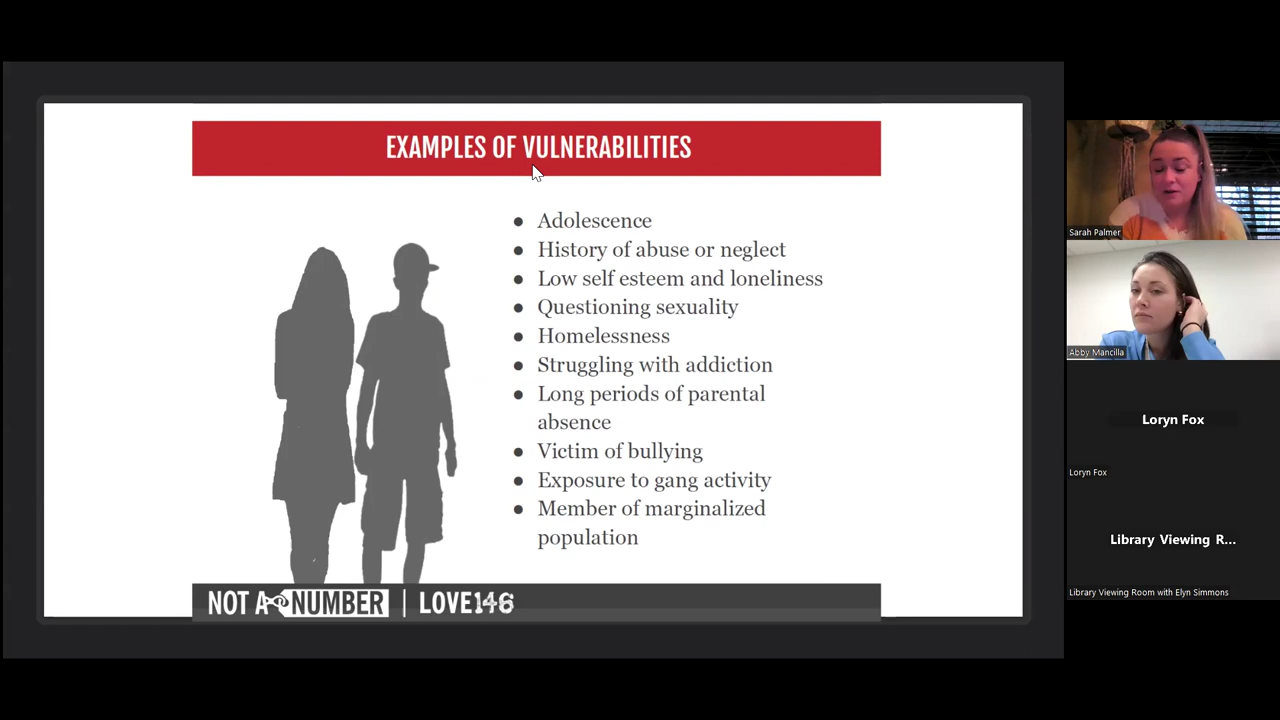 EXAMPLES OF VULNERABILITIES
● Adolescence
● History of abuse or neglect
● Low self esteem and loneliness
● Questioning sexuality
● Homelessness
● Struggling with addiction
● Long periods of parental
absence
● Victim of bullying
● Exposure to gang activity
● Member of marginalized
population
NOT A NUMBER | LOVE146
Sarah Palmer
Abby Mancilla
Loryn Fox
Loryn Fox
Library Viewing R...
Library Viewing Room with Elyn Simmons